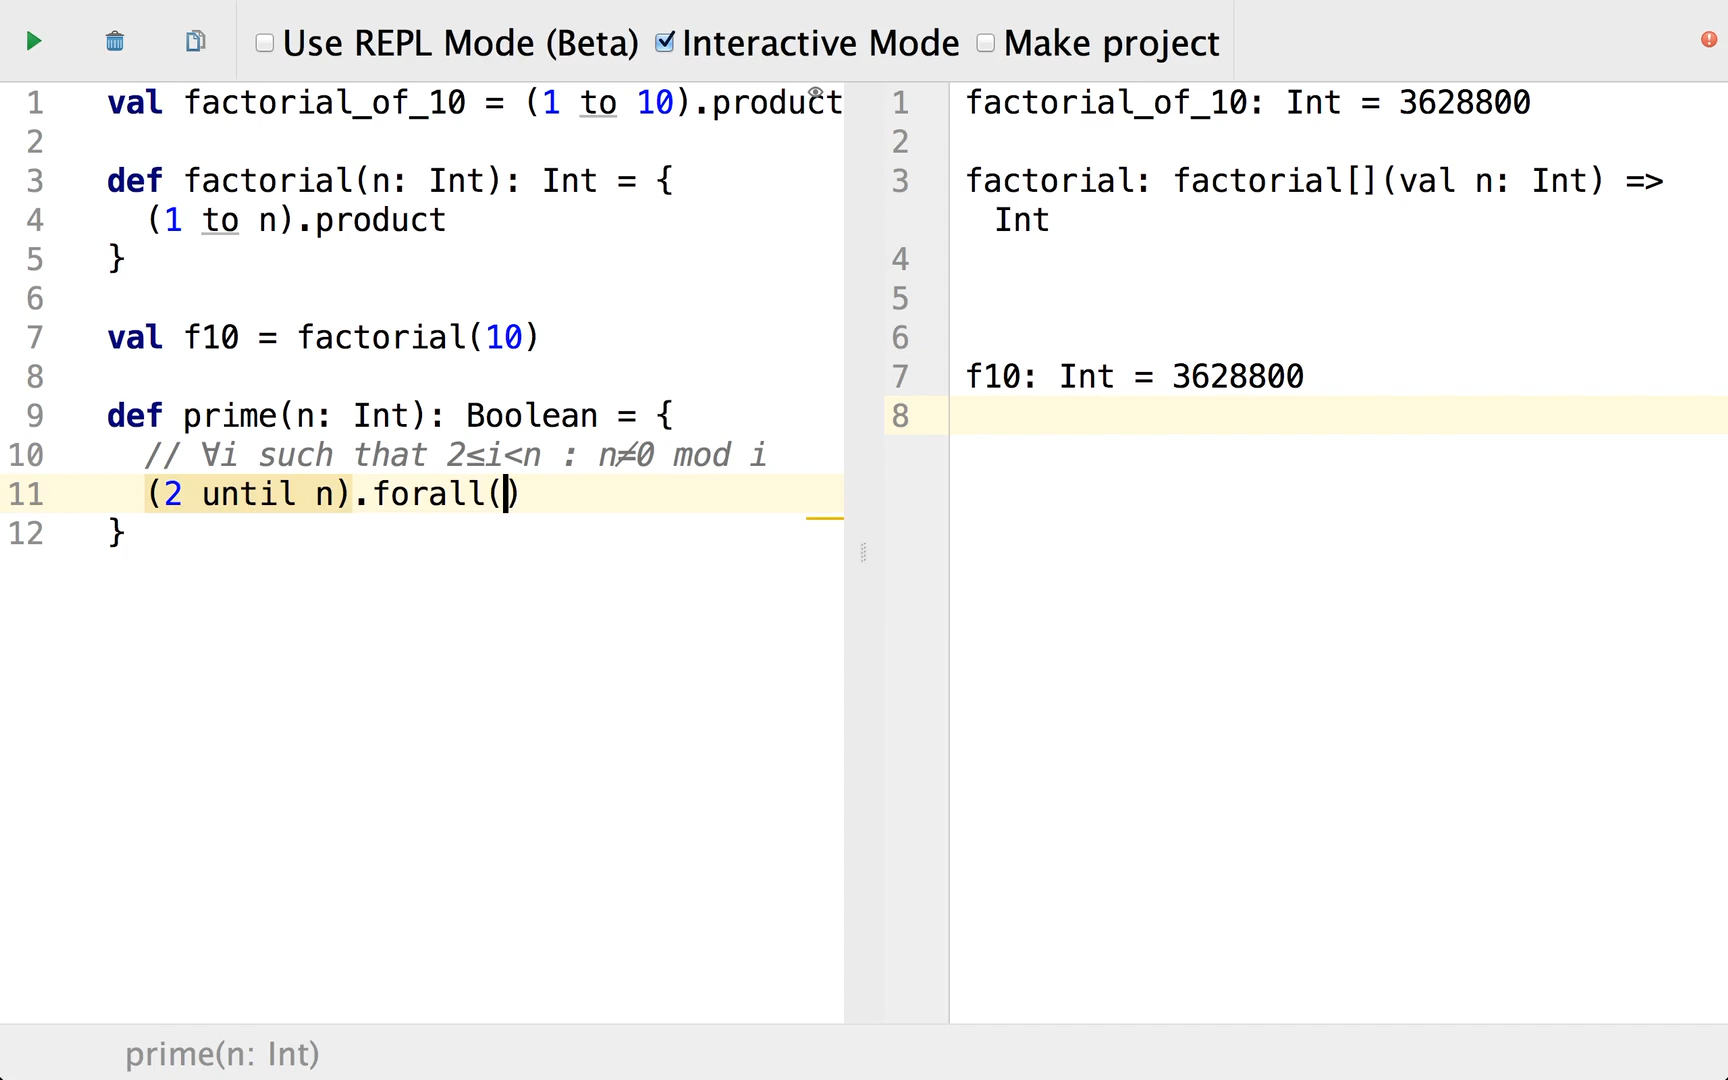 Use REPL Mode (Beta) Interactive Mode Make project
1 val factorial_of_10 = (1 to 10).product
2
3 def factorial(n: Int): Int = {
4 (1 to n).product
5 }
6
7 val f10 = factorial(10)
8
9 def prime(n: Int): Boolean = {
10 // ∀i such that 2≤i<n : n≠0 mod i
11 (2 until n).forall()
12 }
1 factorial_of_10: Int = 3628800
2
3 factorial: factorial[](val n: Int) =>
Int
4
5
6
7 f10: Int = 3628800
8
prime(n: Int)